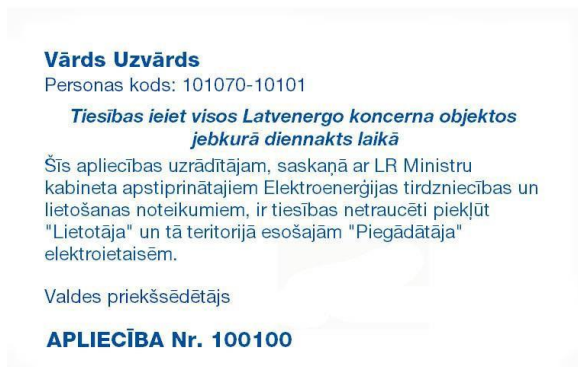 Vārds Uzvārds
Personas kods: 101070-10101
Tiesības ieiet visos Latvenergo koncerna objektos
jebkurā diennakts laikā
Šīs apliecības uzrādītājam, saskaņā ar LR Ministru
kabineta apstiprinātajiem Elektroenerģijas tirdzniecības un
lietošanas noteikumiem, ir tiesības netraucēti piekļūt
"Lietotāja" un tā teritorijā esošajām "Piegādātāja"
elektroietaisēm.
Valdes priekšsēdētājs
APLIECĪBA Nr. 100100